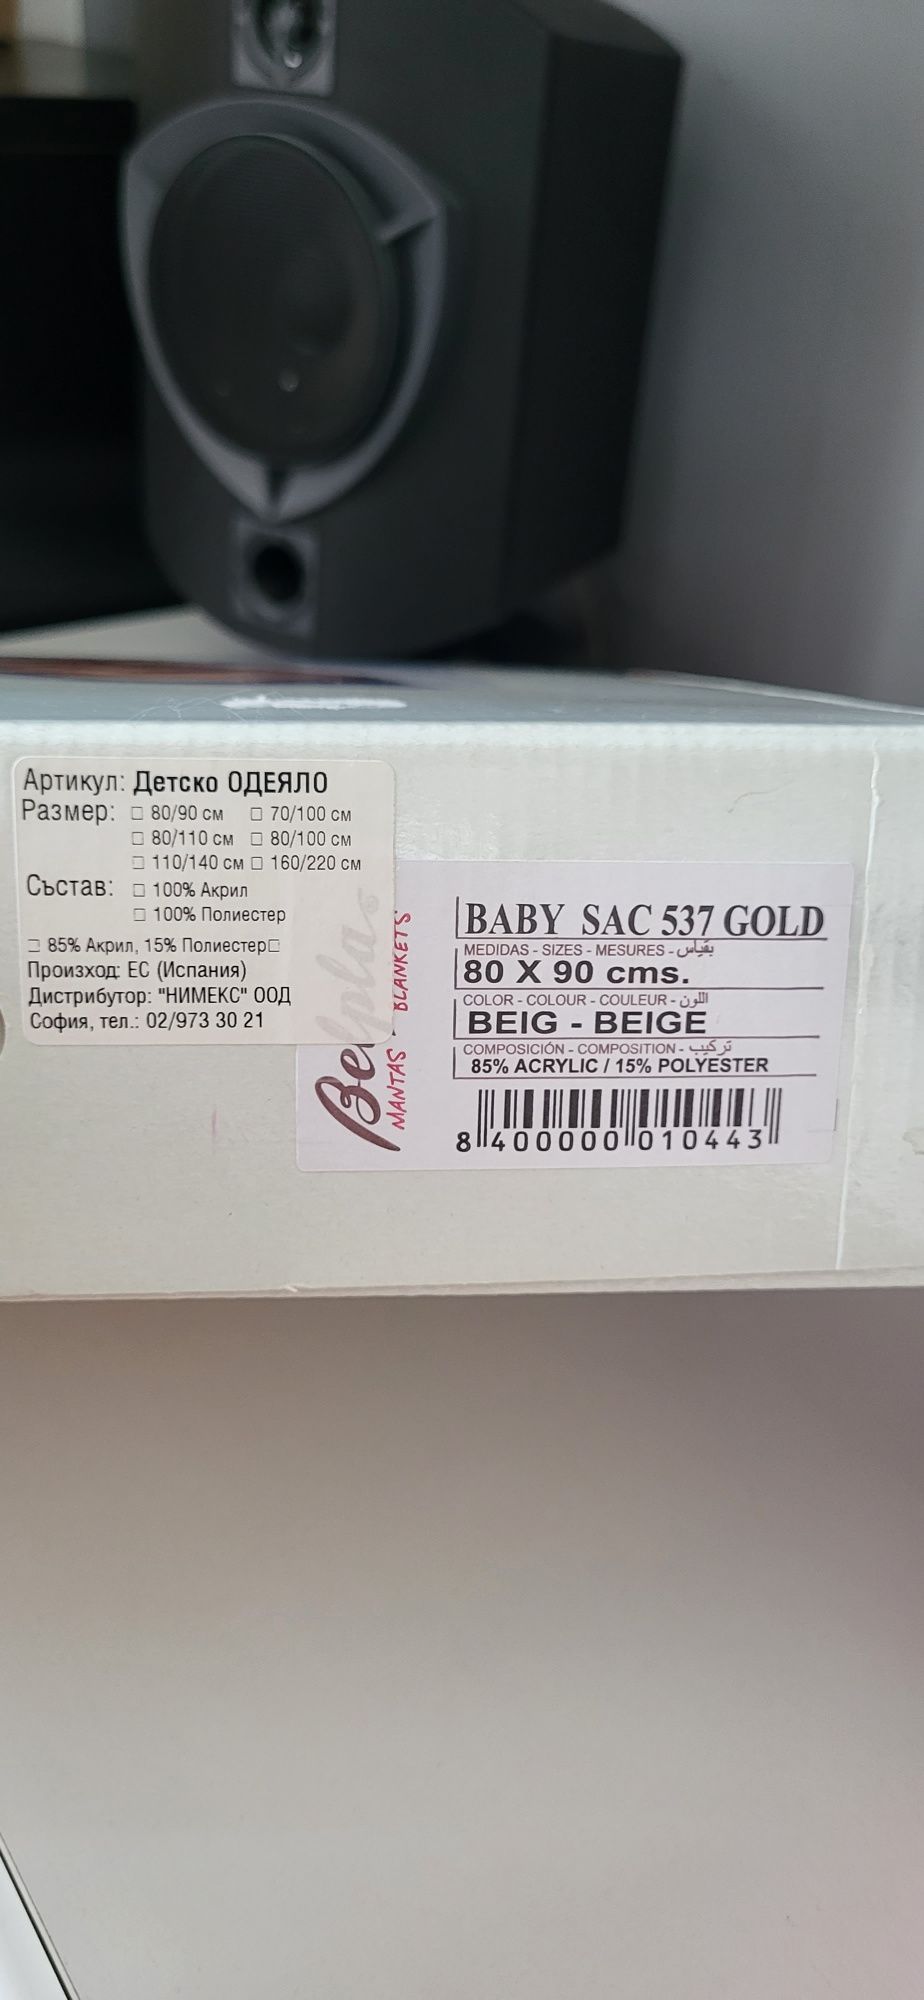 Артикул: Детско ОДЕЯЛО
Размер: □ 80/90 см □ 70/100 см
□ 80/110 см □ 80/100 см
□ 110/140 см □ 160/220 см
Състав: □ 100% Акрил
□ 100% Полиестер
□ 85% Акрил, 15% Полиестер□
Произход: ЕС (Испания)
Дистрибутор: "НИМЕКС" ООД
София, тел.: 02/973 30 21
Belpla®
MANTAS - BLANKETS
BABY SAC 537 GOLD
MEDIDAS - SIZES - MESURES - بقياس
80 X 90 cms.
COLOR - COLOUR - COULEUR - اللون
BEIG - BEIGE
COMPOSICIÓN - COMPOSITION - تركيب
85% ACRYLIC / 15% POLYESTER
8 400000 010443